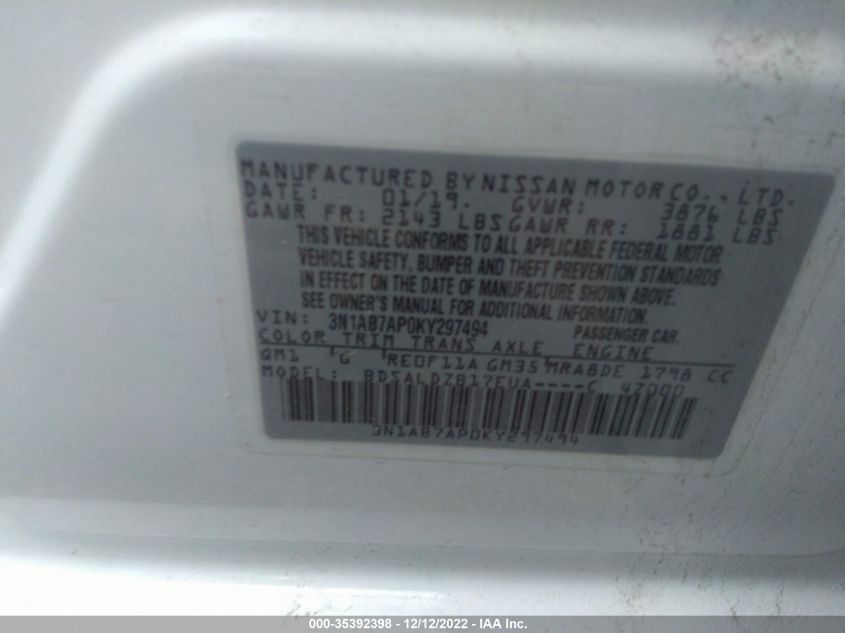 MANUFACTURED BY NISSAN MOTOR CO., LTD.
DATE: 01/19. GVWR: 3876 LBS
GAWR FR: 2143 LBS GAWR RR: 1881 LBS
THIS VEHICLE CONFORMS TO ALL APPLICABLE FEDERAL MOTOR
VEHICLE SAFETY, BUMPER AND THEFT PREVENTION STANDARDS
IN EFFECT ON THE DATE OF MANUFACTURE SHOWN ABOVE.
SEE OWNER'S MANUAL FOR ADDITIONAL INFORMATION.
VIN: 3N1AB7AP0KY297494 PASSENGER CAR.
COLOR TRIM TRANS AXLE ENGINE
G RE0F11A GM35 MRA8DE 1798 CC
MODEL: BDSALDZB17EUA----C
3N1AB7AP0KY297494
000-35392398 - 12/12/2022 - IAA Inc.